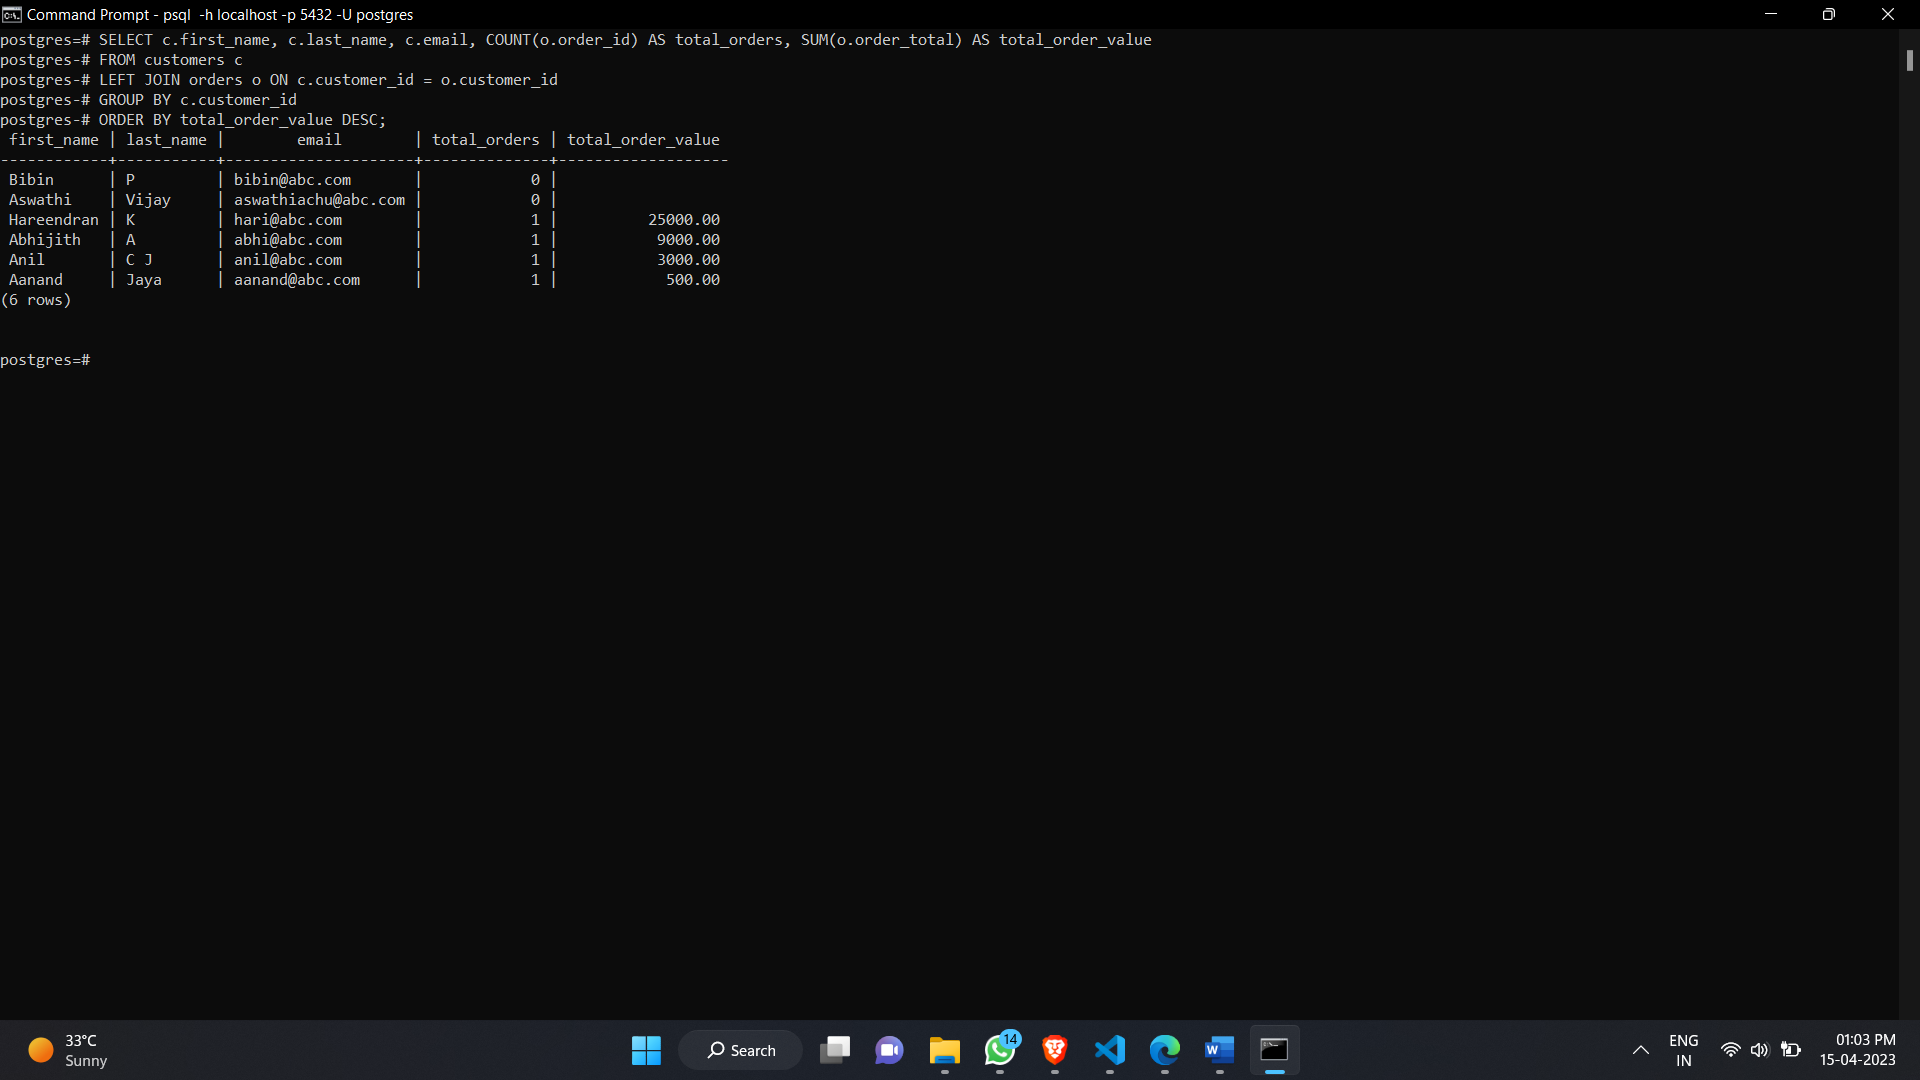 Command Prompt - psql  -h localhost -p 5432 -U postgres
postgres=# SELECT c.first_name, c.last_name, c.email, COUNT(o.order_id) AS total_orders, SUM(o.order_total) AS total_order_value
postgres-# FROM customers c
postgres-# LEFT JOIN orders o ON c.customer_id = o.customer_id
postgres-# GROUP BY c.customer_id
postgres-# ORDER BY total_order_value DESC;
 first_name | last_name |        email        | total_orders | total_order_value
------------+-----------+---------------------+--------------+-------------------
 Bibin      | P         | bibin@abc.com       |            0 |
 Aswathi    | Vijay     | aswathiachu@abc.com |            0 |
 Hareendran | K         | hari@abc.com        |            1 |          25000.00
 Abhijith   | A         | abhi@abc.com        |            1 |           9000.00
 Anil       | C J       | anil@abc.com        |            1 |           3000.00
 Aanand     | Jaya      | aanand@abc.com      |            1 |            500.00
(6 rows)
postgres=#
33°C
Sunny
Search
14
ENG
IN
01:03 PM
15-04-2023